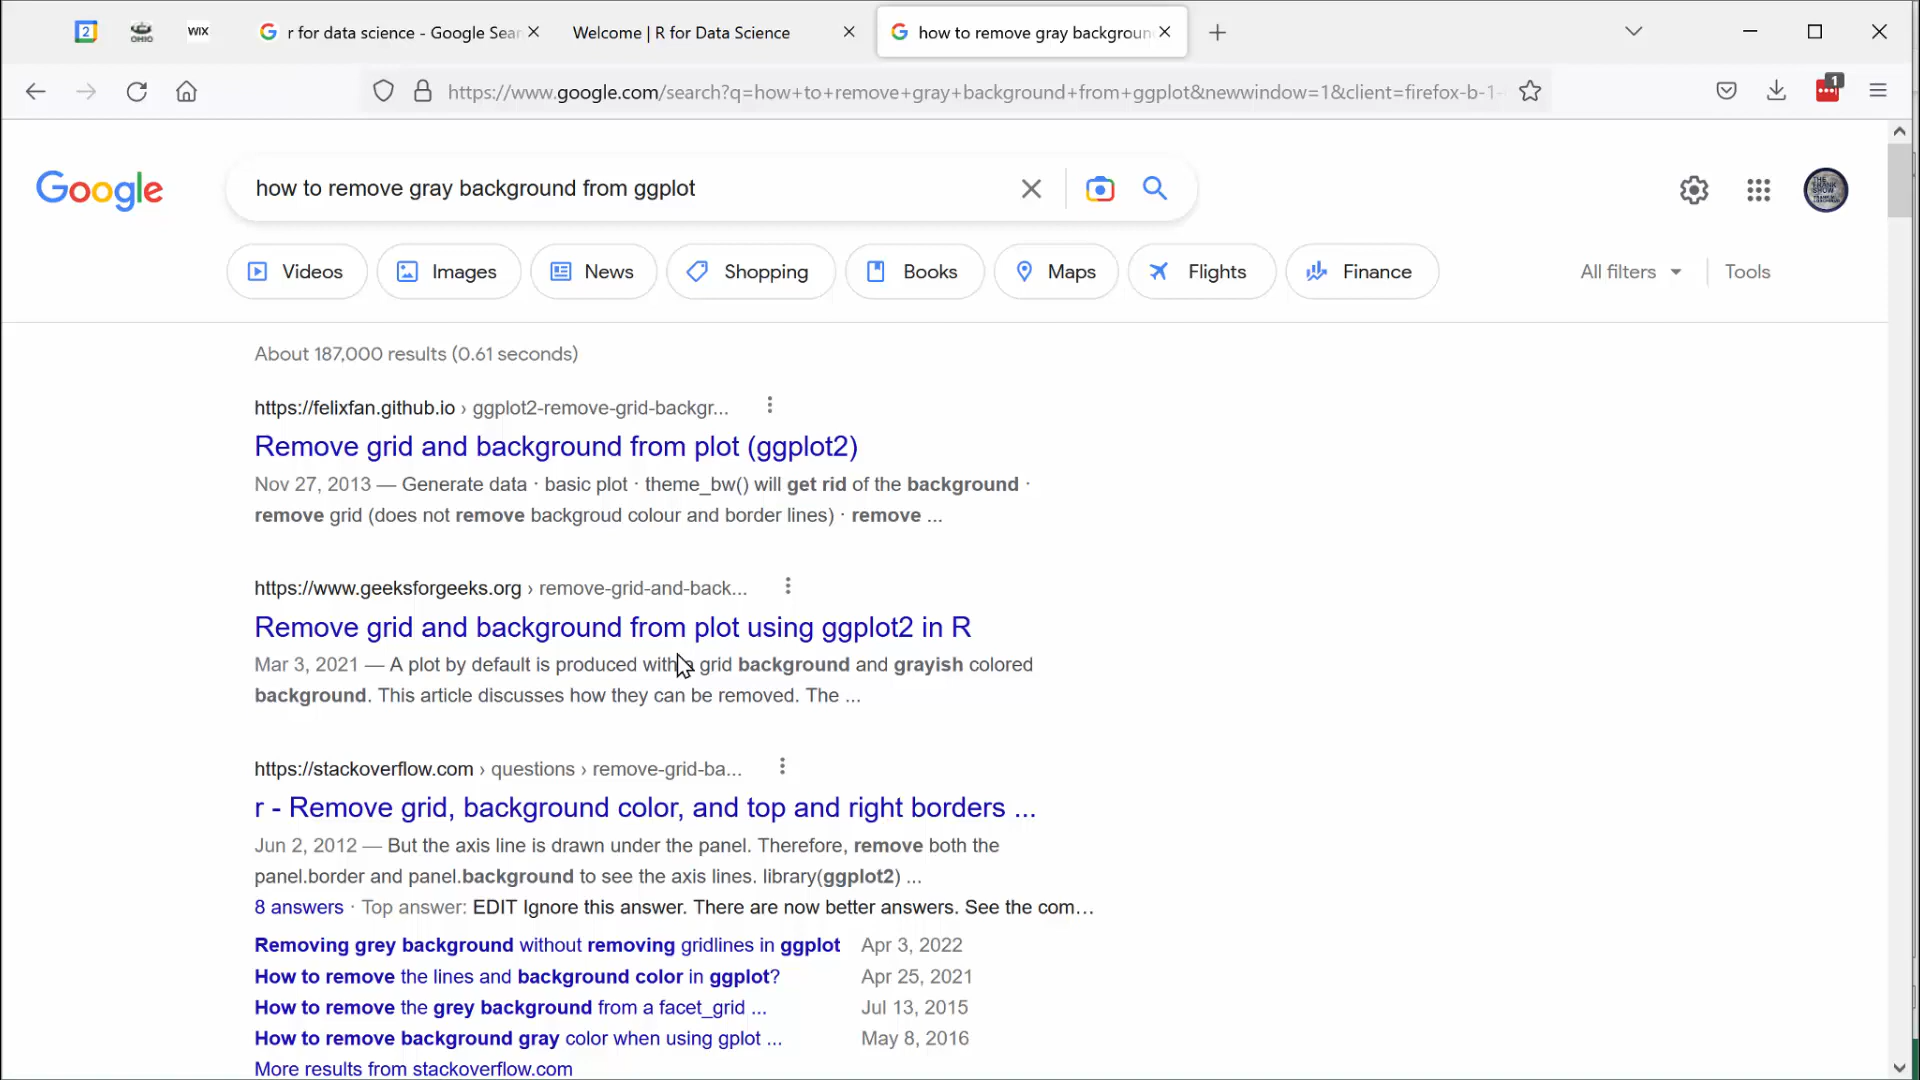 2
OHIO
WIX
r for data science - Google Sear
Welcome | R for Data Science
how to remove gray backgroun
https://www.google.com/search?q=how+to+remove+gray+background+from+ggplot&newwindow=1&client=firefox-b-1-
1
Google
how to remove gray background from ggplot
THE FRANK SHOW
Videos
Images
News
Shopping
Books
Maps
Flights
Finance
All filters
Tools
About 187,000 results (0.61 seconds)
https://felixfan.github.io › ggplot2-remove-grid-backgr...
Remove grid and background from plot (ggplot2)
Nov 27, 2013 — Generate data · basic plot · theme_bw() will get rid of the background ·
remove grid (does not remove backgroud colour and border lines) · remove ...
https://www.geeksforgeeks.org › remove-grid-and-back...
Remove grid and background from plot using ggplot2 in R
Mar 3, 2021 — A plot by default is produced with a grid background and grayish colored
background. This article discusses how they can be removed. The ...
https://stackoverflow.com › questions › remove-grid-ba...
r - Remove grid, background color, and top and right borders ...
Jun 2, 2012 — But the axis line is drawn under the panel. Therefore, remove both the
panel.border and panel.background to see the axis lines. library(ggplot2) ...
8 answers · Top answer: EDIT Ignore this answer. There are now better answers. See the com...
Removing grey background without removing gridlines in ggplot Apr 3, 2022
How to remove the lines and background color in ggplot? Apr 25, 2021
How to remove the grey background from a facet_grid ... Jul 13, 2015
How to remove background gray color when using gplot ... May 8, 2016
More results from stackoverflow.com